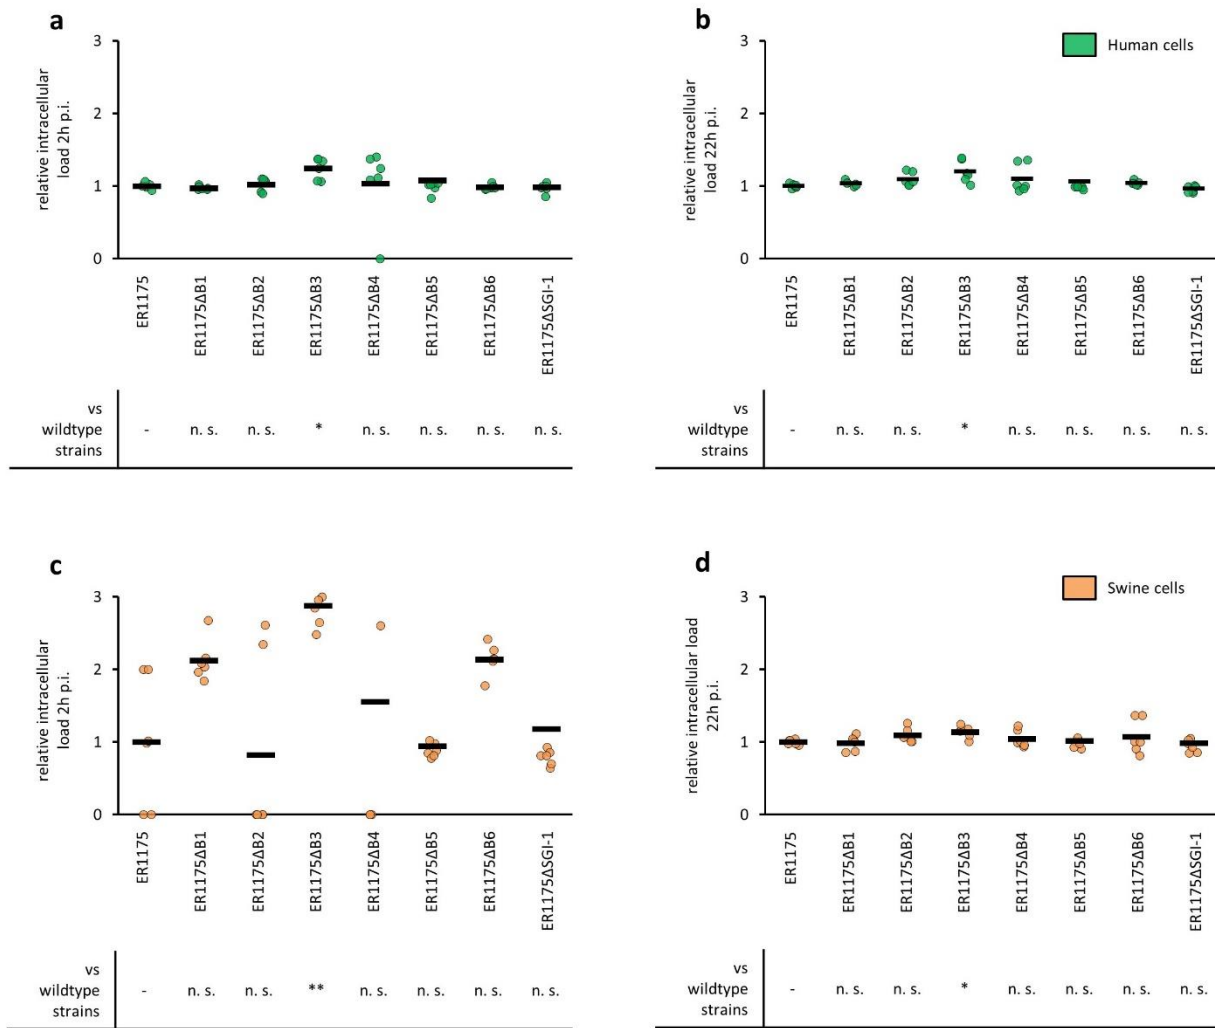 a
3
2
1
0
relative intracellular
load 2h p.i.
ER1175
ER1175ΔB1
ER1175ΔB2
ER1175ΔB3
ER1175ΔB4
ER1175ΔB5
ER1175ΔB6
ER1175ΔSGI-1
vs
wildtype
strains
- n. s. n. s. * n. s. n. s. n. s. n. s.
b
Human cells
3
2
1
0
relative intracellular
load 22h p.i.
ER1175
ER1175ΔB1
ER1175ΔB2
ER1175ΔB3
ER1175ΔB4
ER1175ΔB5
ER1175ΔB6
ER1175ΔSGI-1
vs
wildtype
strains
- n. s. n. s. * n. s. n. s. n. s. n. s.
c
3
2
1
0
relative intracellular
load 2h p.i.
ER1175
ER1175ΔB1
ER1175ΔB2
ER1175ΔB3
ER1175ΔB4
ER1175ΔB5
ER1175ΔB6
ER1175ΔSGI-1
vs
wildtype
strains
- n. s. n. s. ** n. s. n. s. n. s. n. s.
d
Swine cells
3
2
1
0
relative intracellular load
22h p.i.
ER1175
ER1175ΔB1
ER1175ΔB2
ER1175ΔB3
ER1175ΔB4
ER1175ΔB5
ER1175ΔB6
ER1175ΔSGI-1
vs
wildtype
strains
- n. s. n. s. * n. s. n. s. n. s. n. s.